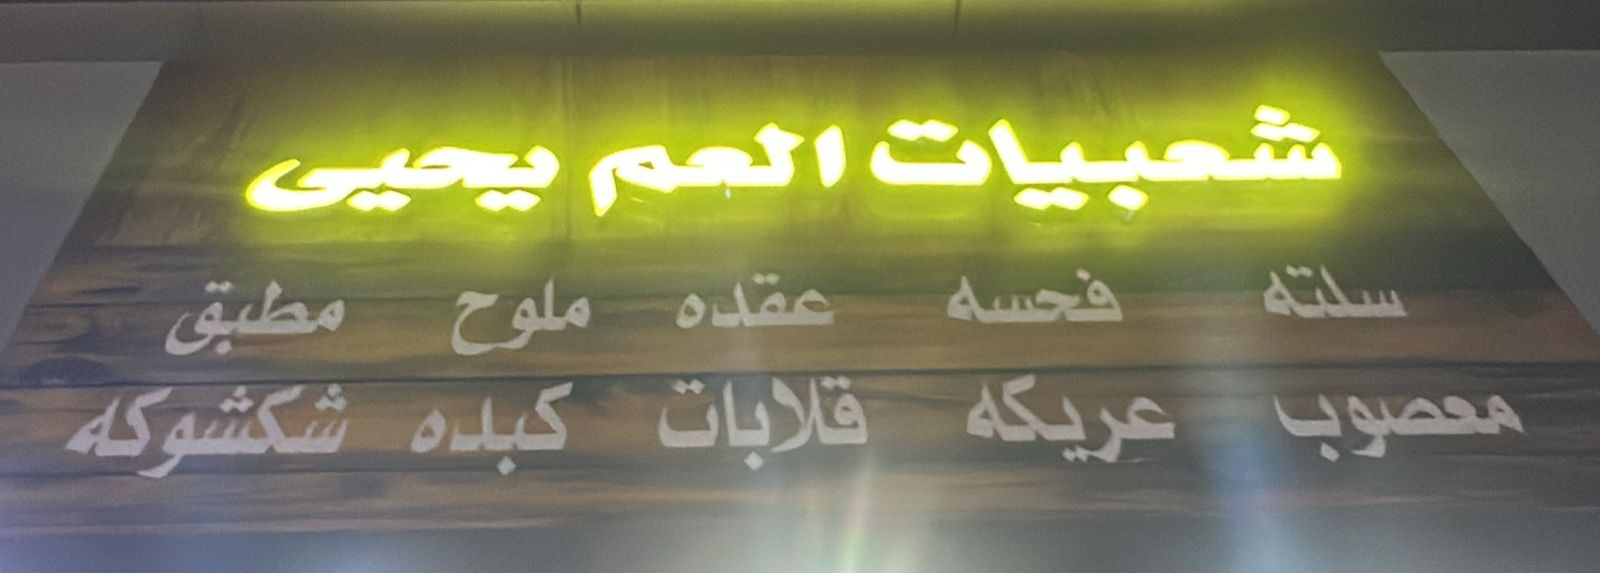 شعبيات العم يحيى
سلته فحسه عقده ملوح مطبق
معصوب عريكه قلابات كبده شكشوكه